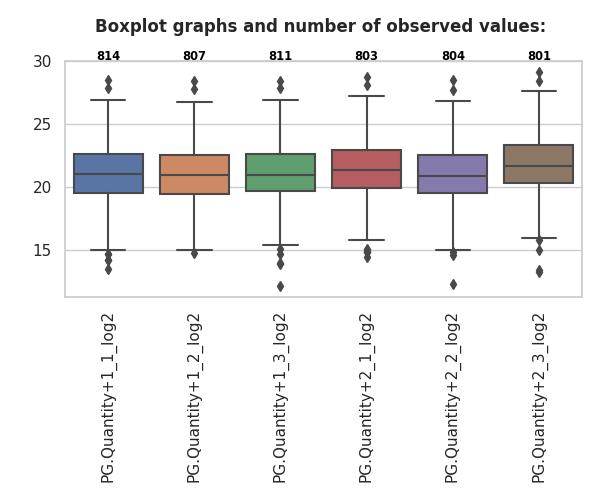 Boxplot graphs and number of observed values:
814 807 811 803 804 801
30
25
20
15
PG.Quantity+1_1_log2
PG.Quantity+1_2_log2
PG.Quantity+1_3_log2
PG.Quantity+2_1_log2
PG.Quantity+2_2_log2
PG.Quantity+2_3_log2